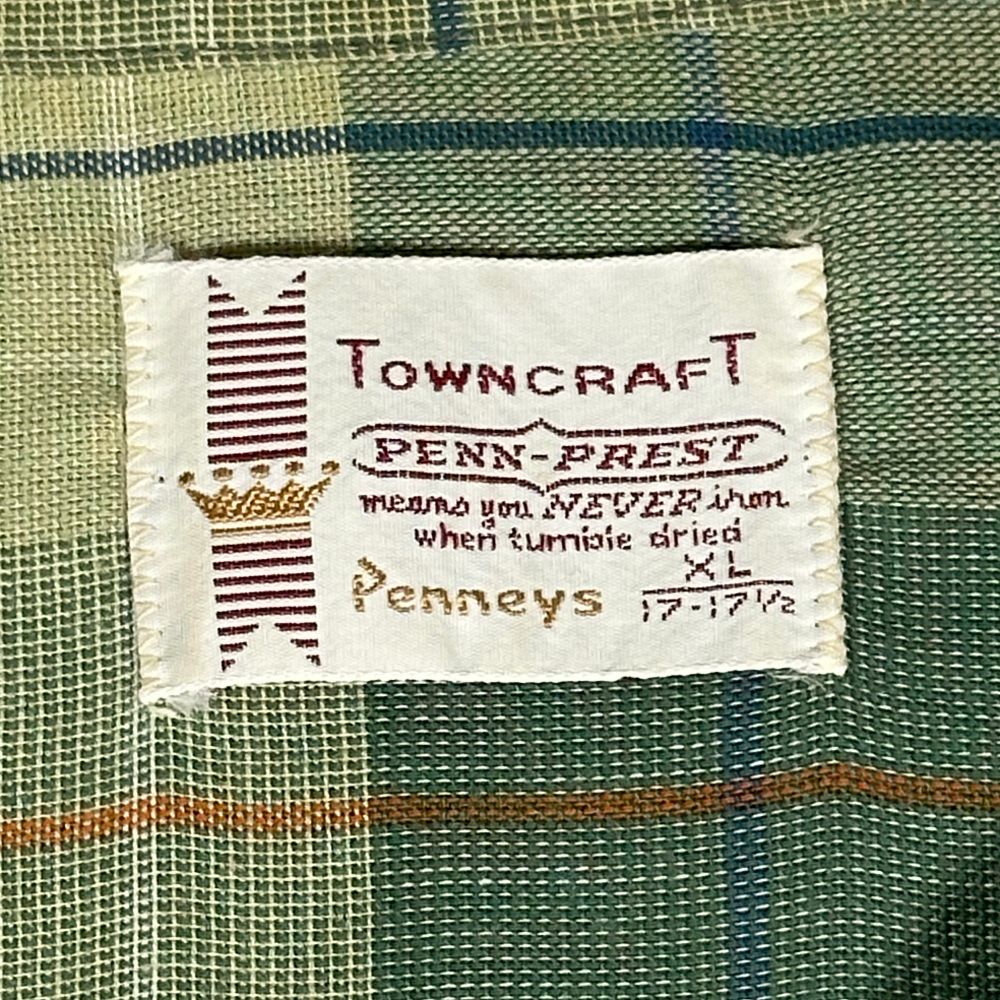 TOWNCRAFT
PENN-PREST
means you NEVER iron
when tumble dried
Penneys
XL
17-17½